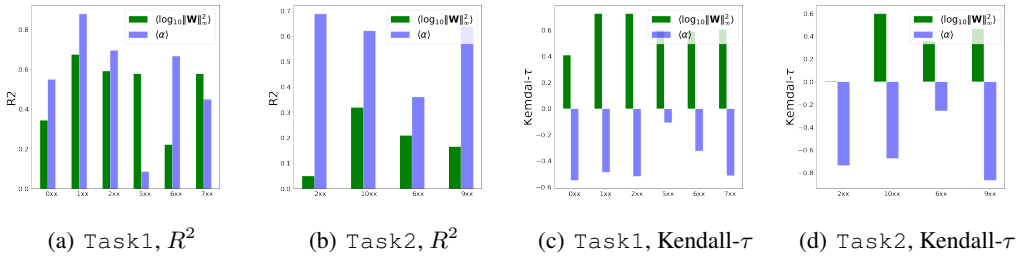 ⟨log₁₀‖W‖²∞⟩
⟨α⟩
R2
0.8
0.6
0.4
0.2
0.0
0xx 1xx 2xx 5xx 6xx 7xx
⟨log₁₀‖W‖²∞⟩
⟨α⟩
R2
0.7
0.6
0.5
0.4
0.3
0.2
0.1
0.0
2xx 10xx 6xx 9xx
⟨log₁₀‖W‖²∞⟩
⟨α⟩
Kemdal-τ
0.6
0.4
0.2
0.0
−0.2
−0.4
−0.6
0xx 1xx 2xx 5xx 6xx 7xx
⟨log₁₀‖W‖²∞⟩
⟨α⟩
Kemdal-τ
0.6
0.4
0.2
0.0
−0.2
−0.4
−0.6
−0.8
2xx 10xx 6xx 9xx
(a) Task1, R² (b) Task2, R² (c) Task1, Kendall-τ (d) Task2, Kendall-τ